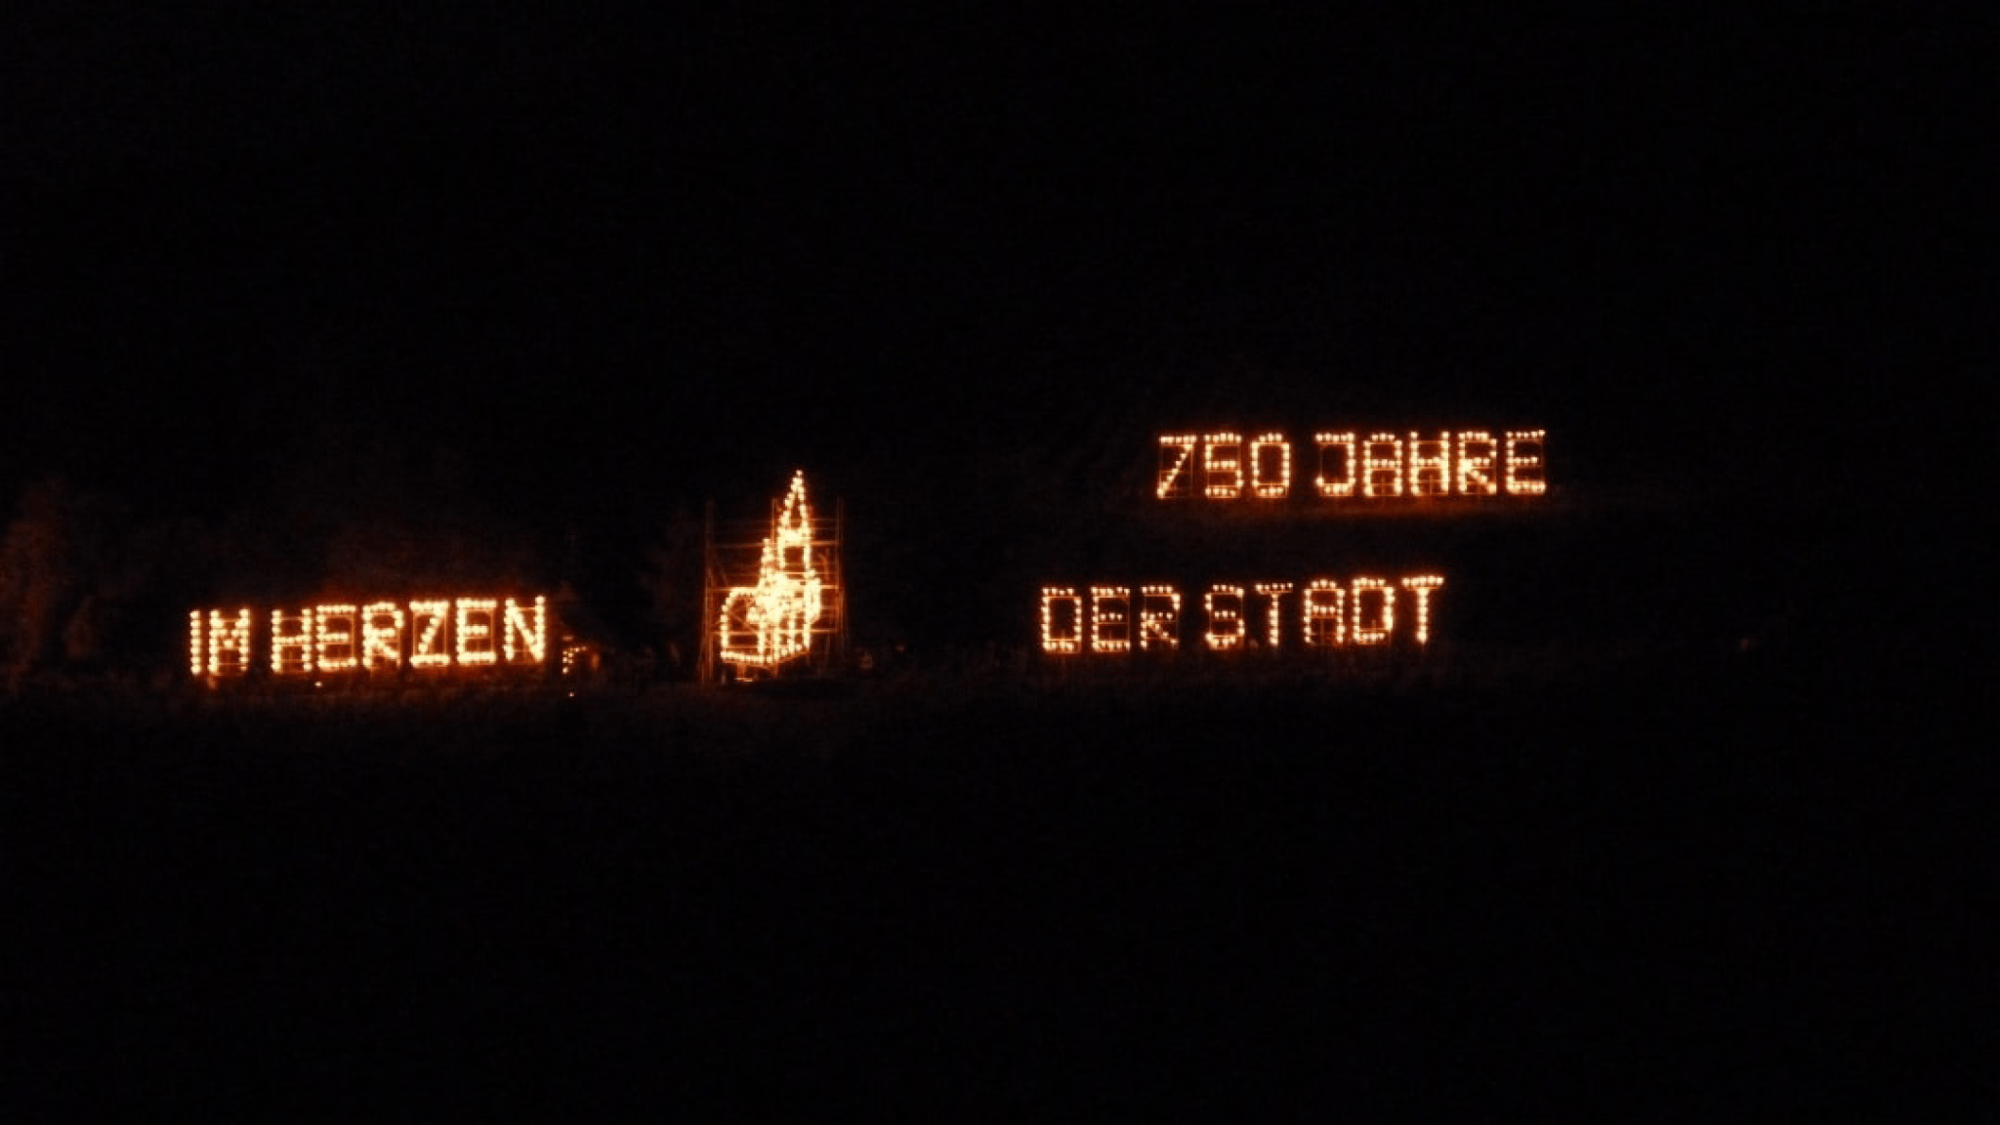 750 JAHRE
IM HERZEN DER STADT